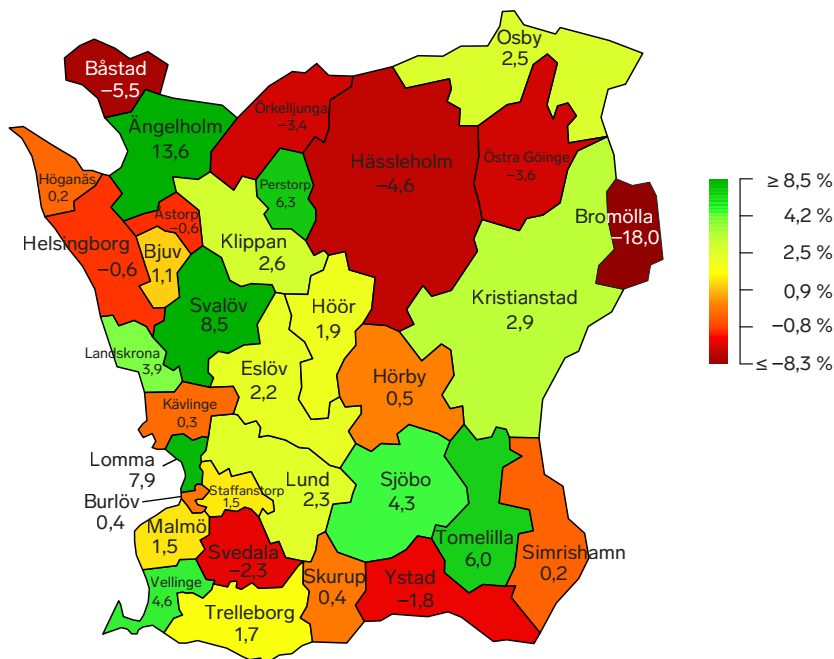 Osby
2,5
Båstad
−5,5
Örkelljunga
−3,4
Ängelholm
13,6
Hässleholm
−4,6
Östra Göinge
−3,6
Höganäs
0,2
Perstorp
6,3
Åstorp
−0,6
Helsingborg
−0,6
Bjuv
1,1
Klippan
2,6
Bromölla
−18,0
Svalöv
8,5
Höör
1,9
Kristianstad
2,9
Landskrona
3,9
Eslöv
2,2
Hörby
0,5
Kävlinge
0,3
Lomma
7,9
Burlöv
0,4
Staffanstorp
1,5
Lund
2,3
Sjöbo
4,3
Malmö
1,5
Svedala
−2,3
Tomelilla
6,0
Simrishamn
0,2
Vellinge
4,6
Skurup
0,4
Ystad
−1,8
Trelleborg
1,7
≥ 8,5 %
4,2 %
2,5 %
0,9 %
−0,8 %
≤ −8,3 %